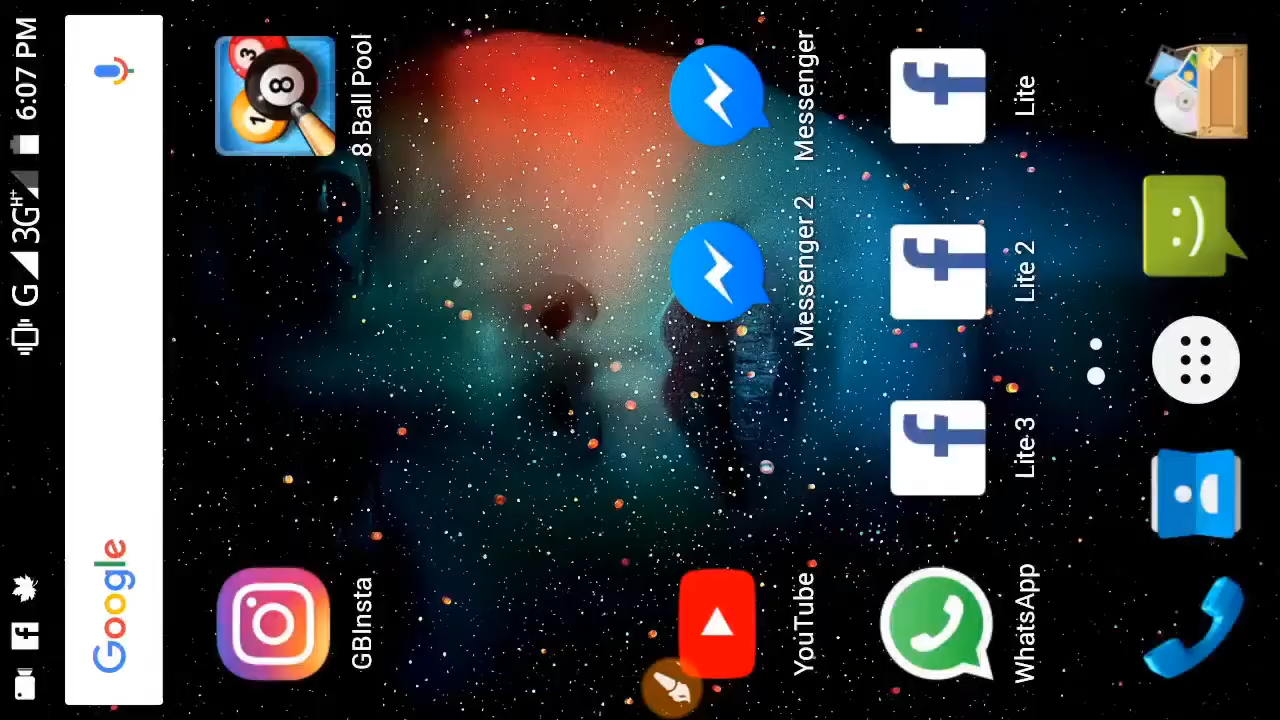 G 3G H+ 6:07 PM
Google
GBInsta
8 Ball Pool
YouTube
Messenger 2
Messenger
WhatsApp
Lite 3
Lite 2
Lite